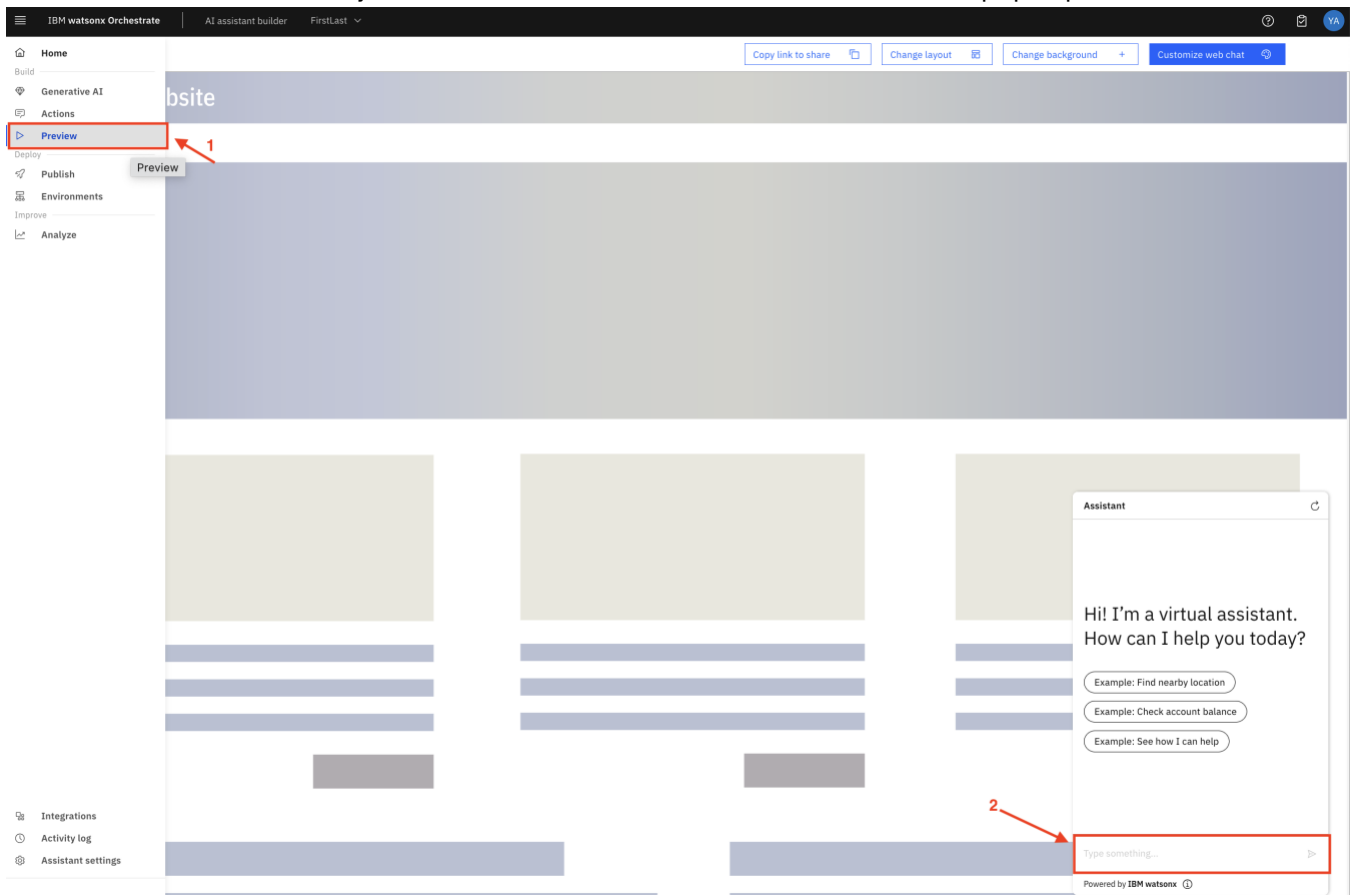 IBM watsonx Orchestrate
AI assistant builder
FirstLast
YA
Home
Copy link to share
Change layout
Change background
Customize web chat
Build
Generative AI
Actions
Preview
1
Deploy
Preview
Publish
Environments
Improve
Analyze
bsite
Assistant
Hi! I'm a virtual assistant.
How can I help you today?
Example: Find nearby location
Example: Check account balance
Example: See how I can help
2
Type something...
Powered by IBM watsonx
Integrations
Activity log
Assistant settings